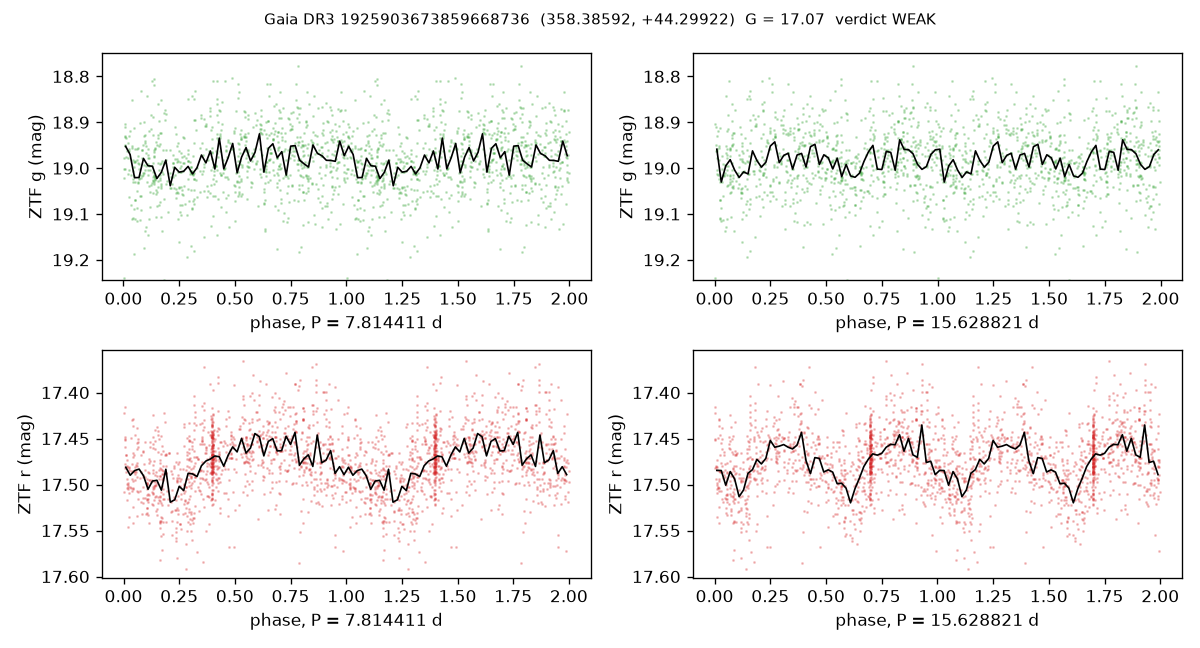 Gaia DR3 1925903673859668736 (358.38592, +44.29922) G = 17.07 verdict WEAK
ZTF g (mag)
18.8
18.9
19.0
19.1
19.2
0.00 0.25 0.50 0.75 1.00 1.25 1.50 1.75 2.00
phase, P = 7.814411 d
ZTF g (mag)
18.8
18.9
19.0
19.1
19.2
0.00 0.25 0.50 0.75 1.00 1.25 1.50 1.75 2.00
phase, P = 15.628821 d
ZTF r (mag)
17.40
17.45
17.50
17.55
17.60
0.00 0.25 0.50 0.75 1.00 1.25 1.50 1.75 2.00
phase, P = 7.814411 d
ZTF r (mag)
17.40
17.45
17.50
17.55
17.60
0.00 0.25 0.50 0.75 1.00 1.25 1.50 1.75 2.00
phase, P = 15.628821 d